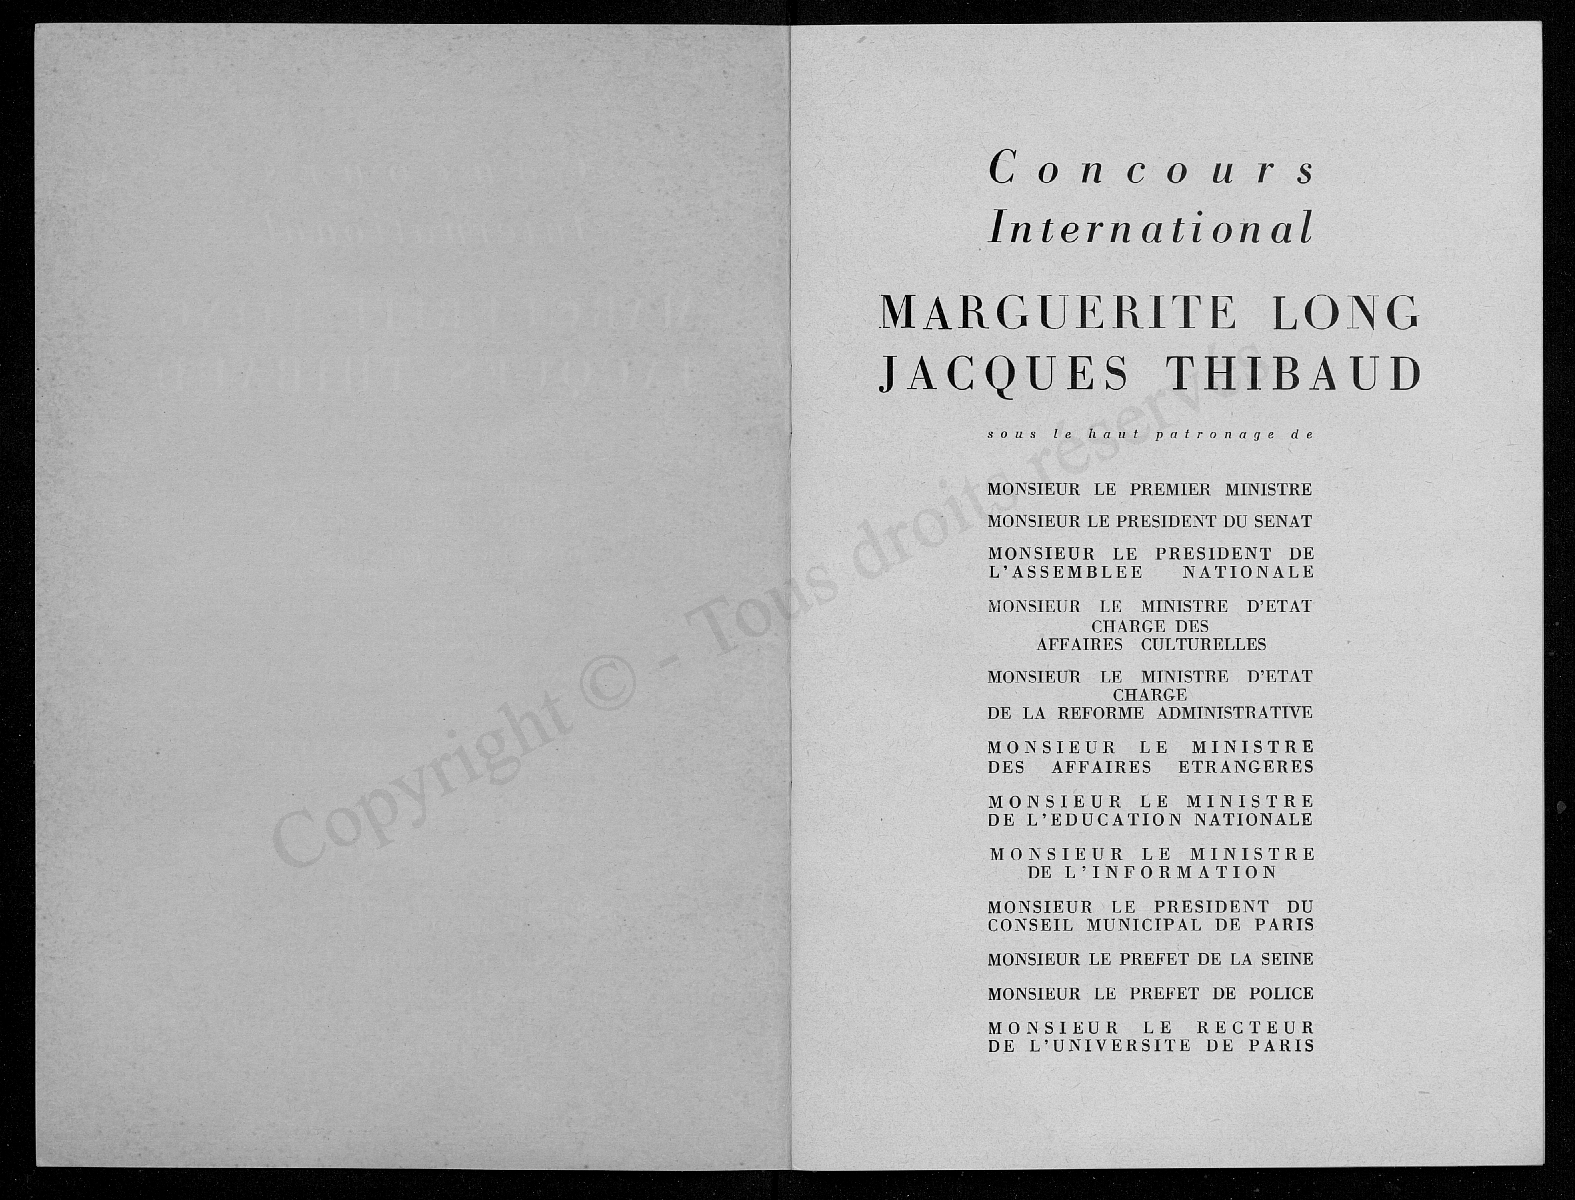 Concours
International
MARGUERITE LONG
JACQUES THIBAUD
sous le haut patronage de
MONSIEUR LE PREMIER MINISTRE
MONSIEUR LE PRESIDENT DU SENAT
MONSIEUR LE PRESIDENT DE
L'ASSEMBLEE NATIONALE
MONSIEUR LE MINISTRE D'ETAT
CHARGE DES
AFFAIRES CULTURELLES
MONSIEUR LE MINISTRE D'ETAT
CHARGE
DE LA REFORME ADMINISTRATIVE
MONSIEUR LE MINISTRE
DES AFFAIRES ETRANGERES
MONSIEUR LE MINISTRE
DE L'EDUCATION NATIONALE
MONSIEUR LE MINISTRE
DE L'INFORMATION
MONSIEUR LE PRESIDENT DU
CONSEIL MUNICIPAL DE PARIS
MONSIEUR LE PREFET DE LA SEINE
MONSIEUR LE PREFET DE POLICE
MONSIEUR LE RECTEUR
DE L'UNIVERSITE DE PARIS
Copyright © - Tous droits réservés